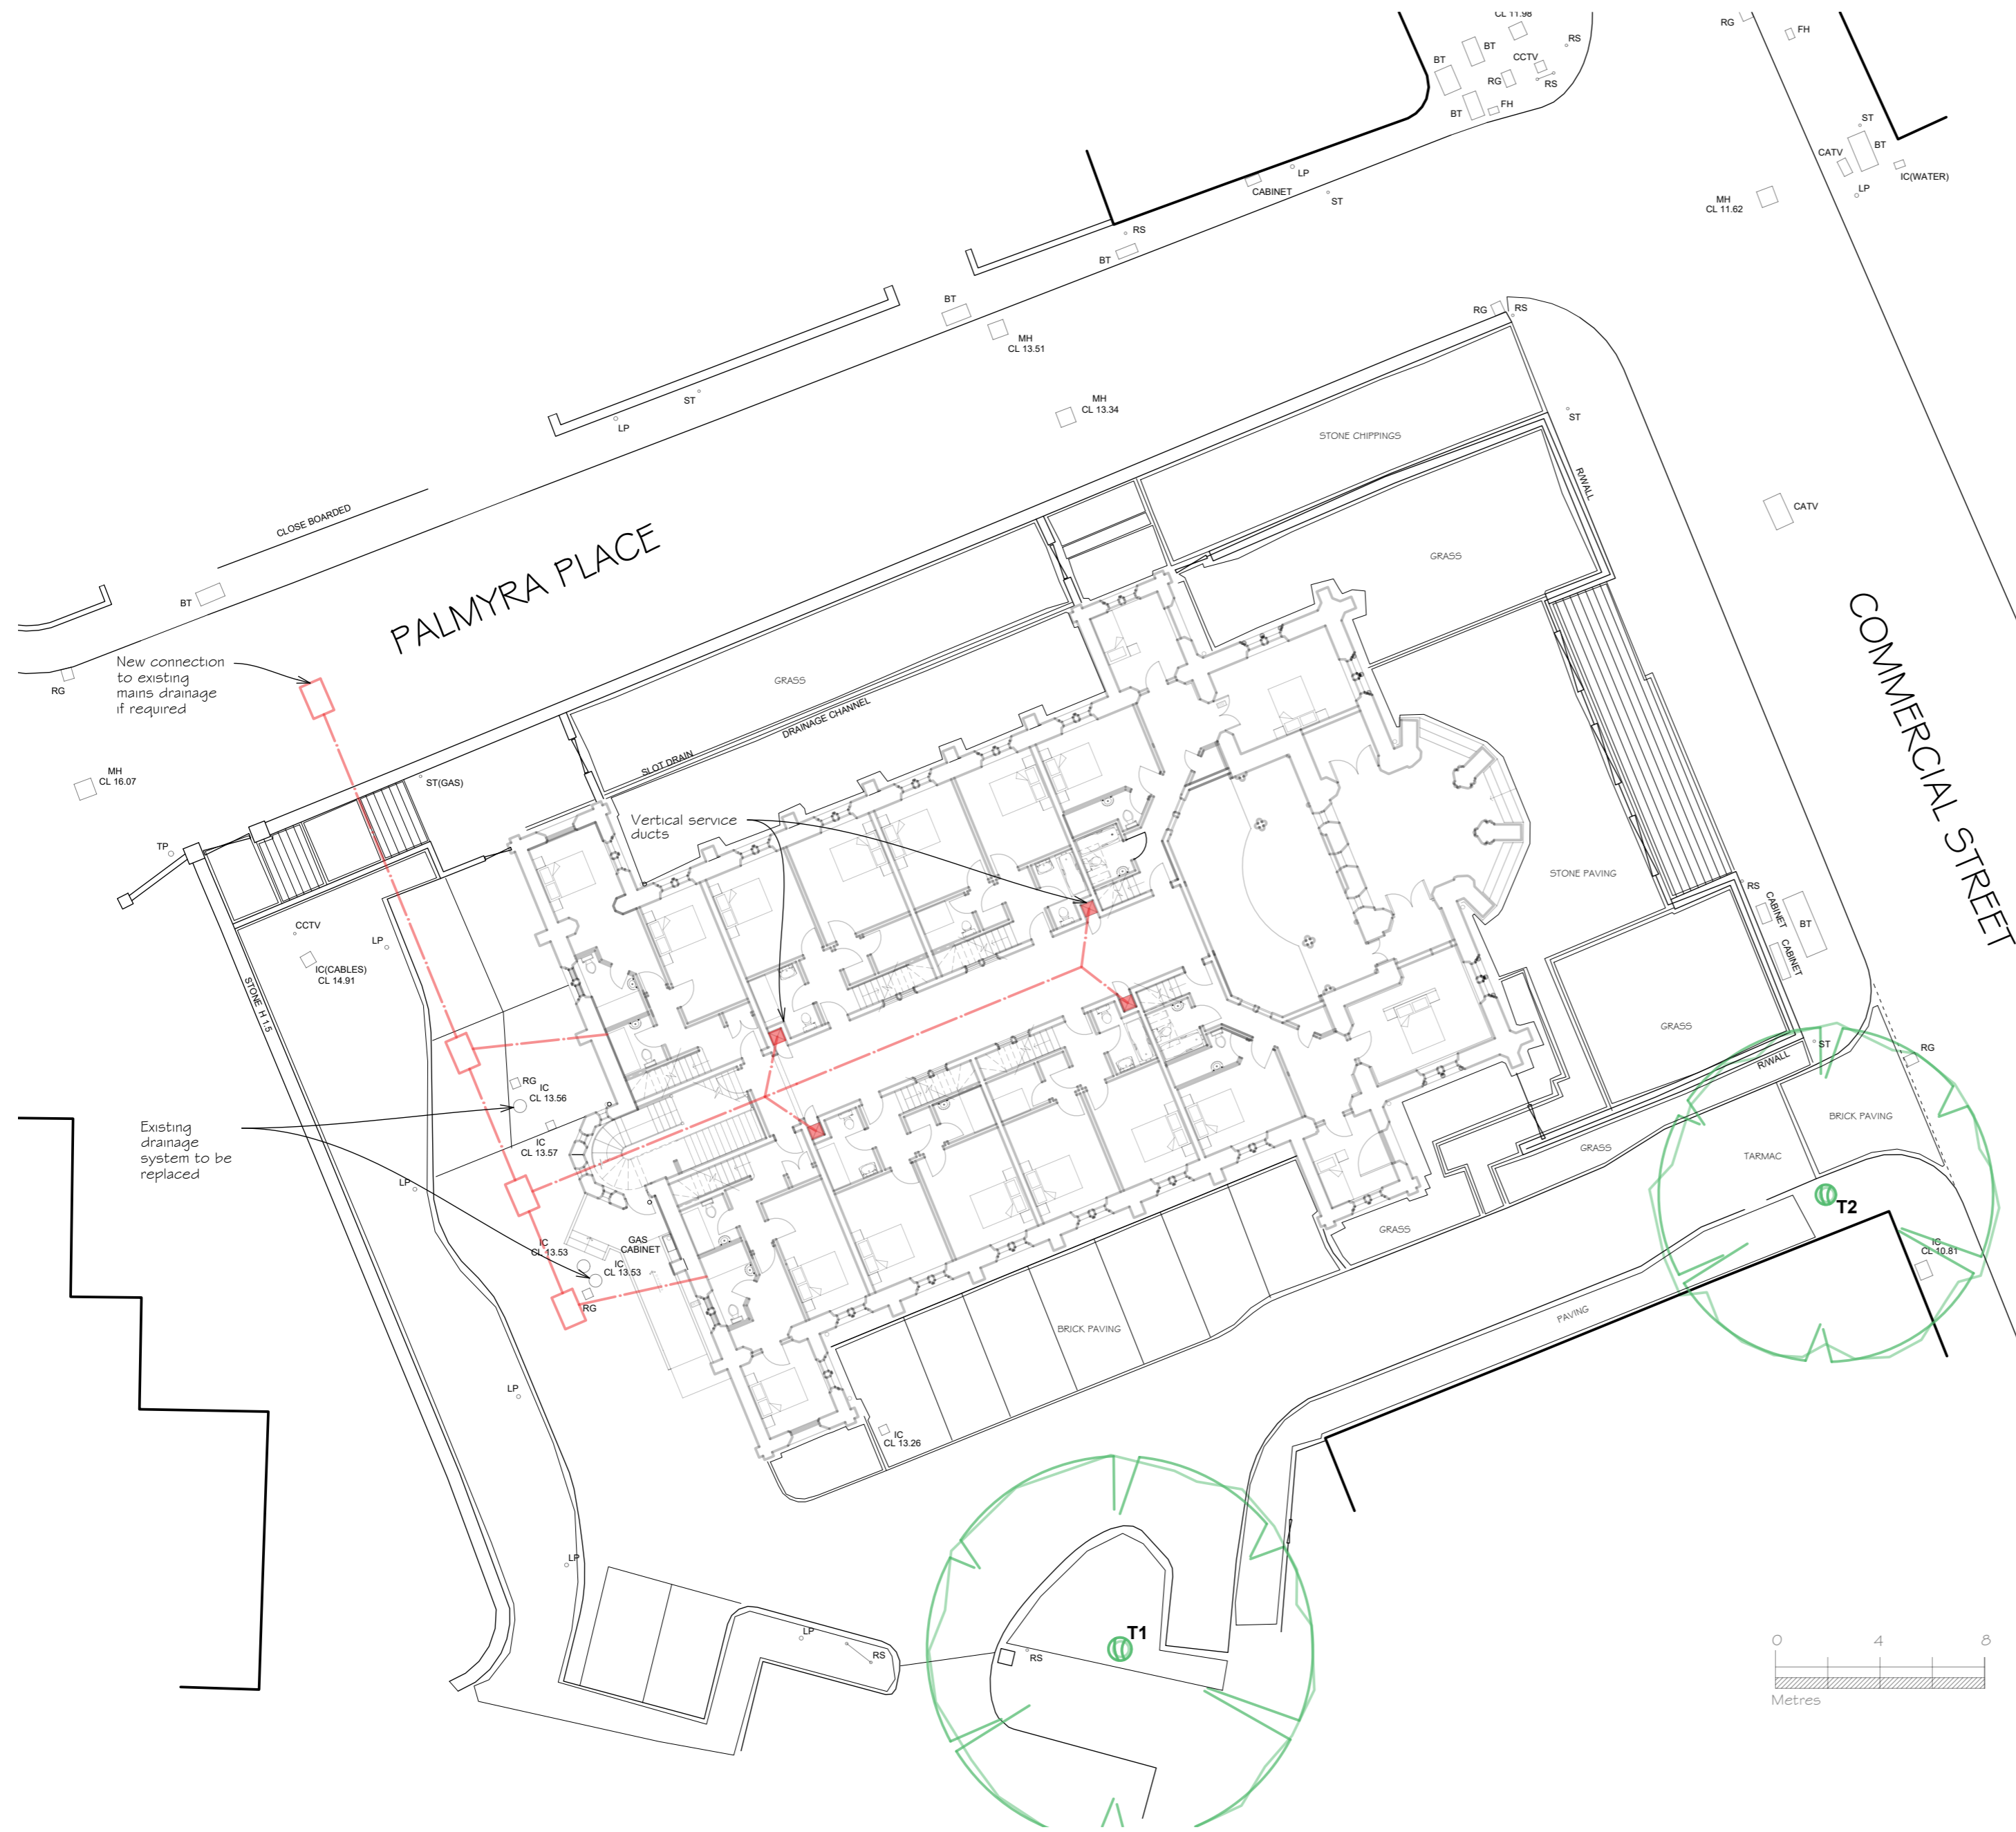 CL 11.98
RG
FH
RS
BT
BT
CCTV
RG
RS
BT
FH
ST
BT
CATV
IC(WATER)
LP
LP
CABINET
ST
MH
CL 11.62
RS
BT
BT
MH
CL 13.51
RG
RS
ST
LP
MH
CL 13.34
ST
STONE CHIPPINGS
R/WALL
CATV
CLOSE BOARDED
PALMYRA PLACE
GRASS
BT
COMMERCIAL STREET
New connection
to existing
mains drainage
if required
RG
GRASS
DRAINAGE CHANNEL
SLOT DRAIN
MH
CL 16.07
ST(GAS)
Vertical service
ducts
TP
STONE PAVING
RS
CABINET
BT
CABINET
CCTV
LP
IC(CABLES)
CL 14.91
STONE H 1.5
GRASS
ST
RG
R/WALL
RG
IC
CL 13.56
Existing
drainage
system to be
replaced
IC
CL 13.57
BRICK PAVING
GRASS
TARMAC
LP
T2
GRASS
GAS
CABINET
IC
CL 13.53
IC
CL 13.53
IC
CL 10.81
RG
BRICK PAVING
PAVING
LP
IC
CL 13.26
LP
LP
RS
T1
RS
0 4 8
Metres